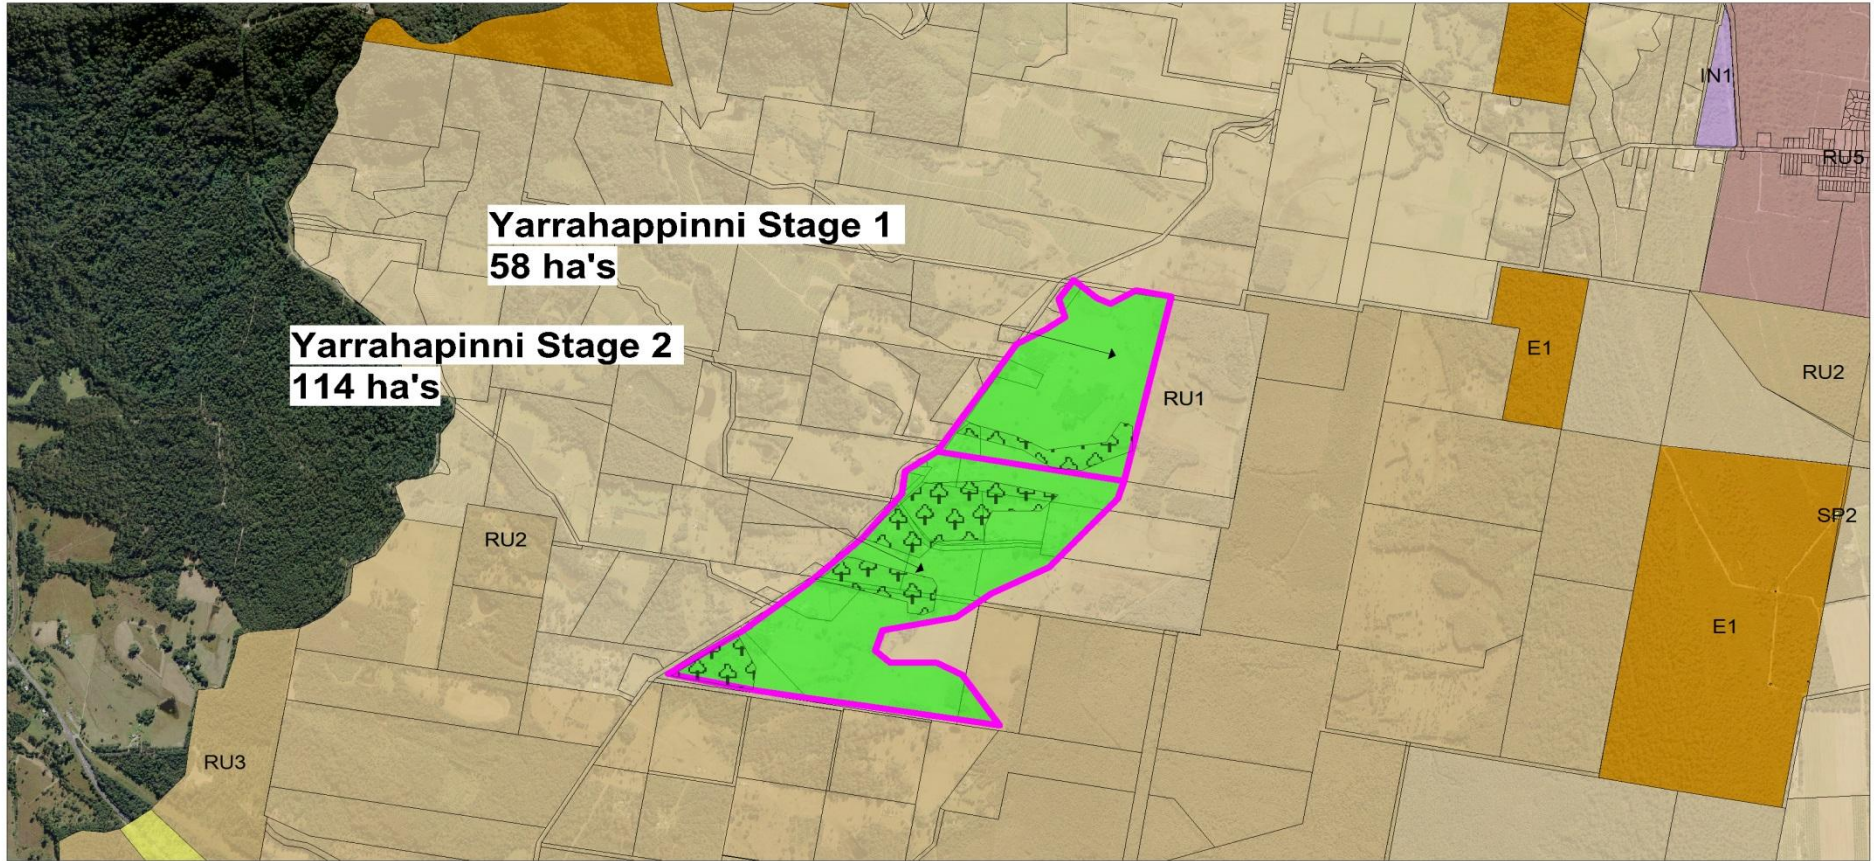 IN1
RU5
Yarrahappinni Stage 1
58 ha's
Yarrahapinni Stage 2
114 ha's
E1
RU2
RU1
SP2
RU2
E1
RU3